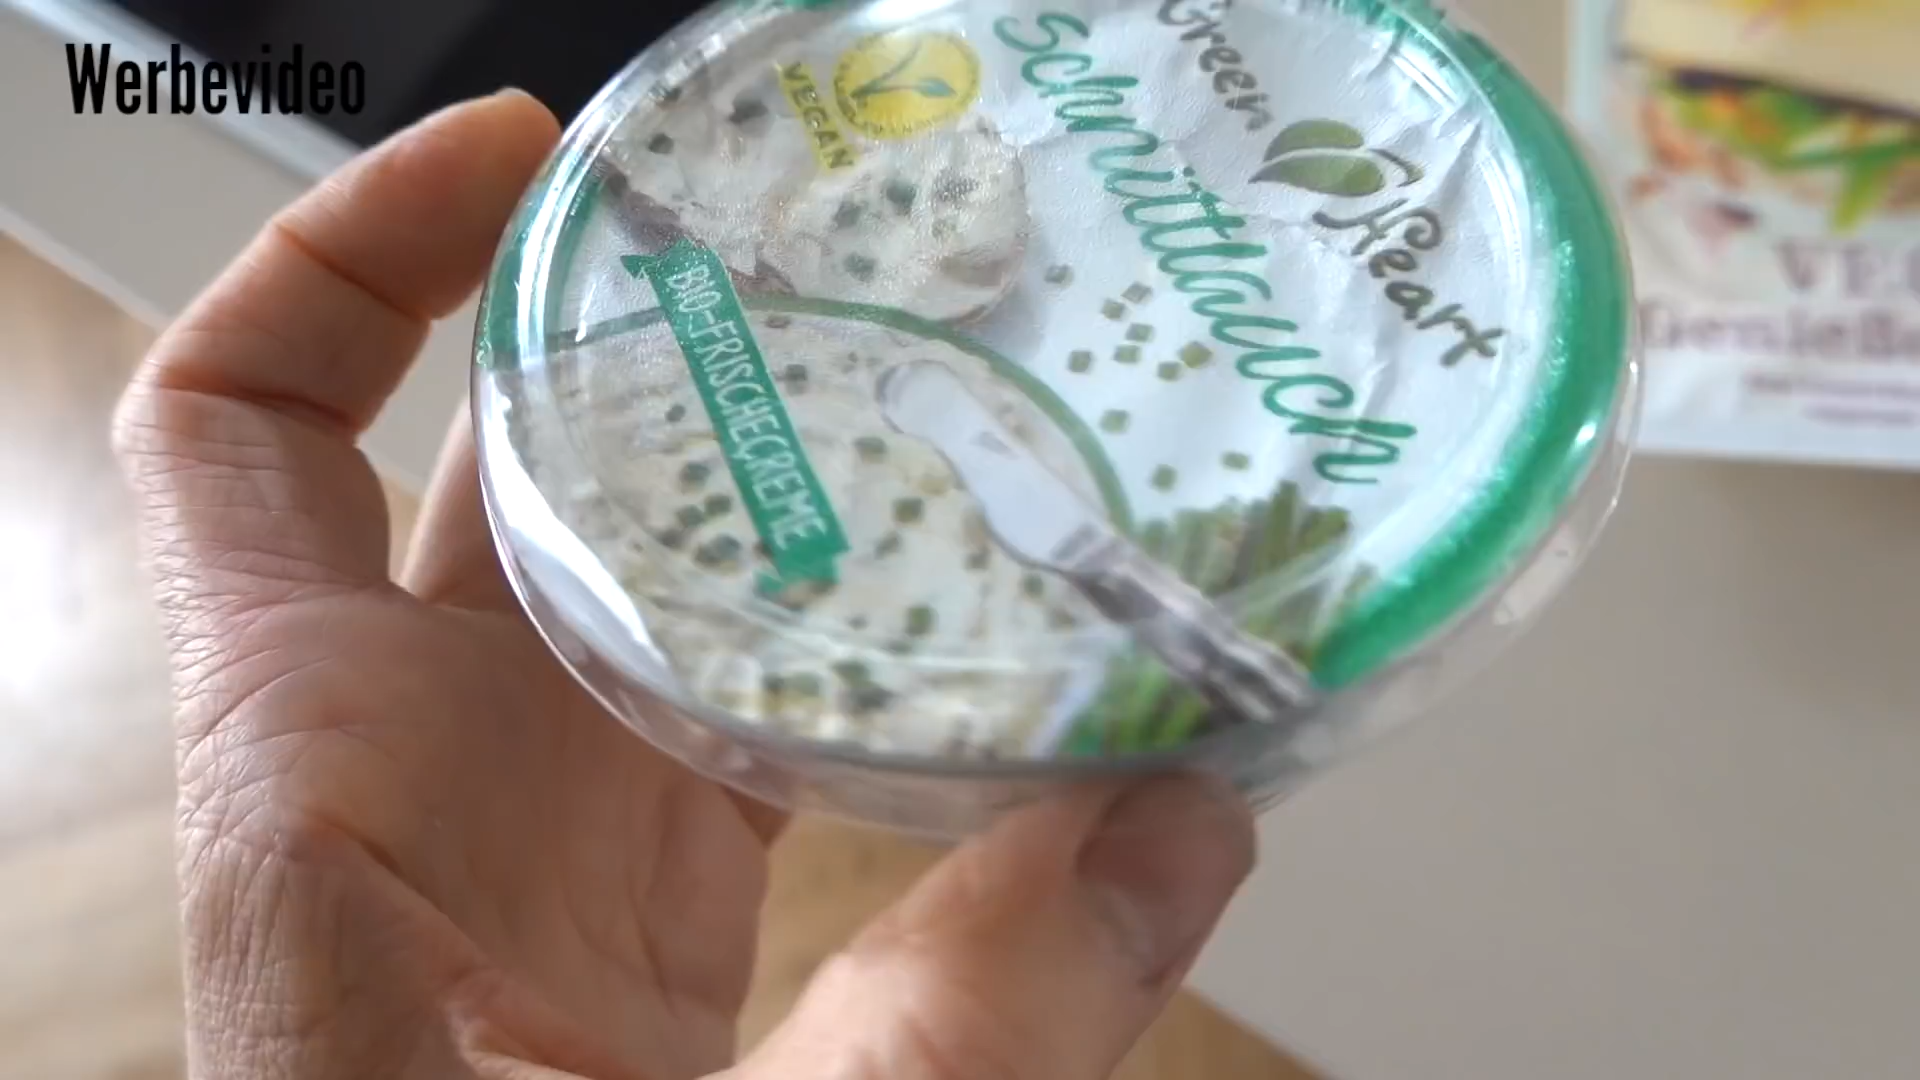 Werbevideo
Green
Heart
Schnittlauch
VEGAN
BIO-FRISCHECREME